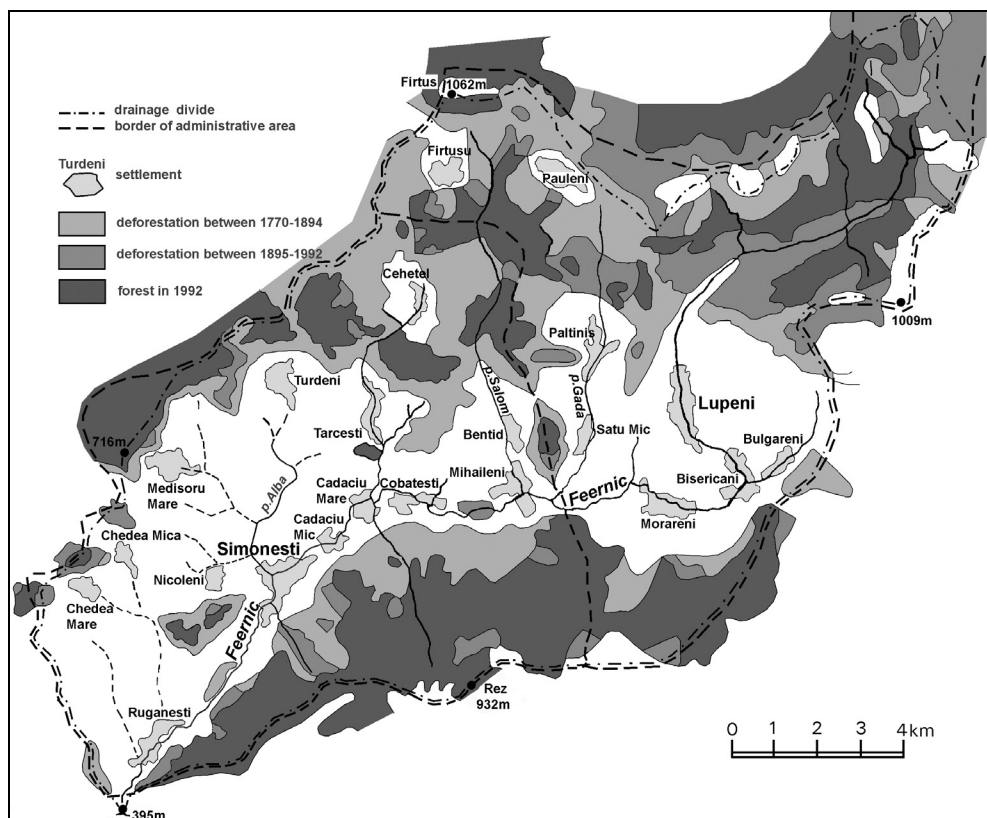 Firtus
1062m
drainage divide
border of administrative area
Turdeni
settlement
deforestation between 1770-1894
deforestation between 1895-1992
forest in 1992
Firtusu
Pauleni
Cehetel
1009m
Paltinis
Turdeni
p.Salom
p.Gada
Lupeni
Tarcesti
Bentid
Satu Mic
716m
Bulgareni
Medisoru
Mare
p.Alba
Cadaciu
Mare
Cobatesti
Mihaileni
Feernic
Bisericani
Morareni
Cadaciu
Mic
Chedea Mica
Simonesti
Nicoleni
Chedea
Mare
Feernic
Rez
932m
Ruganesti
0 1 2 3 4 km
395m